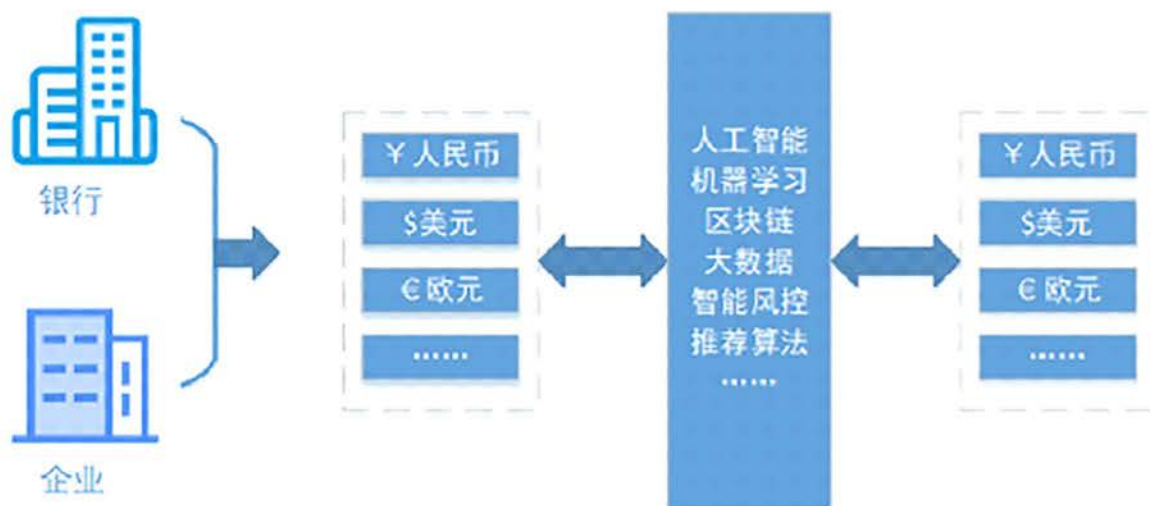 银行
企业
￥人民币
$美元
€欧元
……
人工智能
机器学习
区块链
大数据
智能风控
推荐算法
……
￥人民币
$美元
€欧元
……